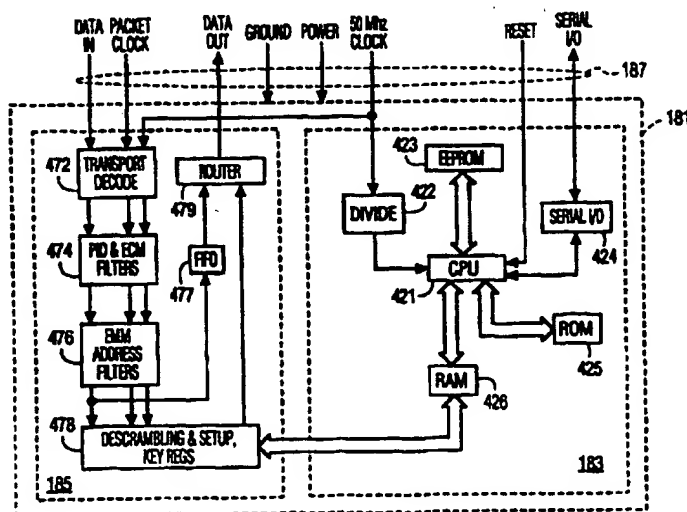 DATA IN
PACKET CLOCK
DATA OUT
GROUND
POWER
50 Mhz CLOCK
RESET
SERIAL I/O
187
181
472
TRANSPORT DECODE
ROUTER
479
423
EEPROM
DIVIDE
422
SERIAL I/O
424
474
PID & ECM FILTERS
FIFO
477
CPU
421
ROM
425
476
EMM ADDRESS FILTERS
RAM
426
478
DESCRAMBLING & SETUP, KEY REGS
185
183